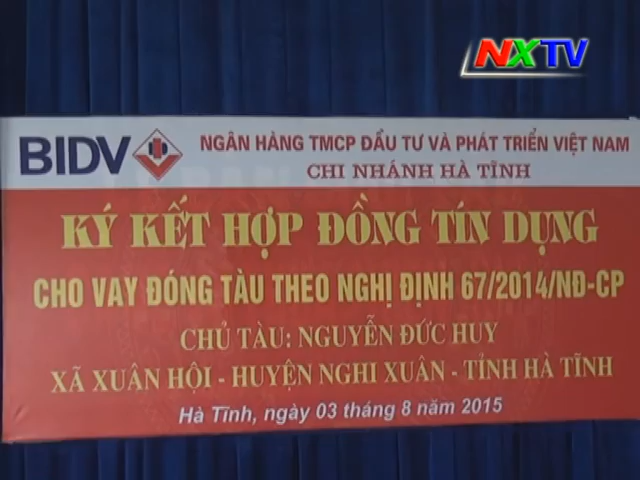 NXTV
BIDV
NGÂN HÀNG TMCP ĐẦU TƯ VÀ PHÁT TRIỂN VIỆT NAM
CHI NHÁNH HÀ TĨNH
KÝ KẾT HỢP ĐỒNG TÍN DỤNG
CHO VAY ĐÓNG TÀU THEO NGHỊ ĐỊNH 67/2014/NĐ-CP
CHỦ TÀU: NGUYỄN ĐỨC HUY
XÃ XUÂN HỘI - HUYỆN NGHI XUÂN - TỈNH HÀ TĨNH
Hà Tĩnh, ngày 03 tháng 8 năm 2015